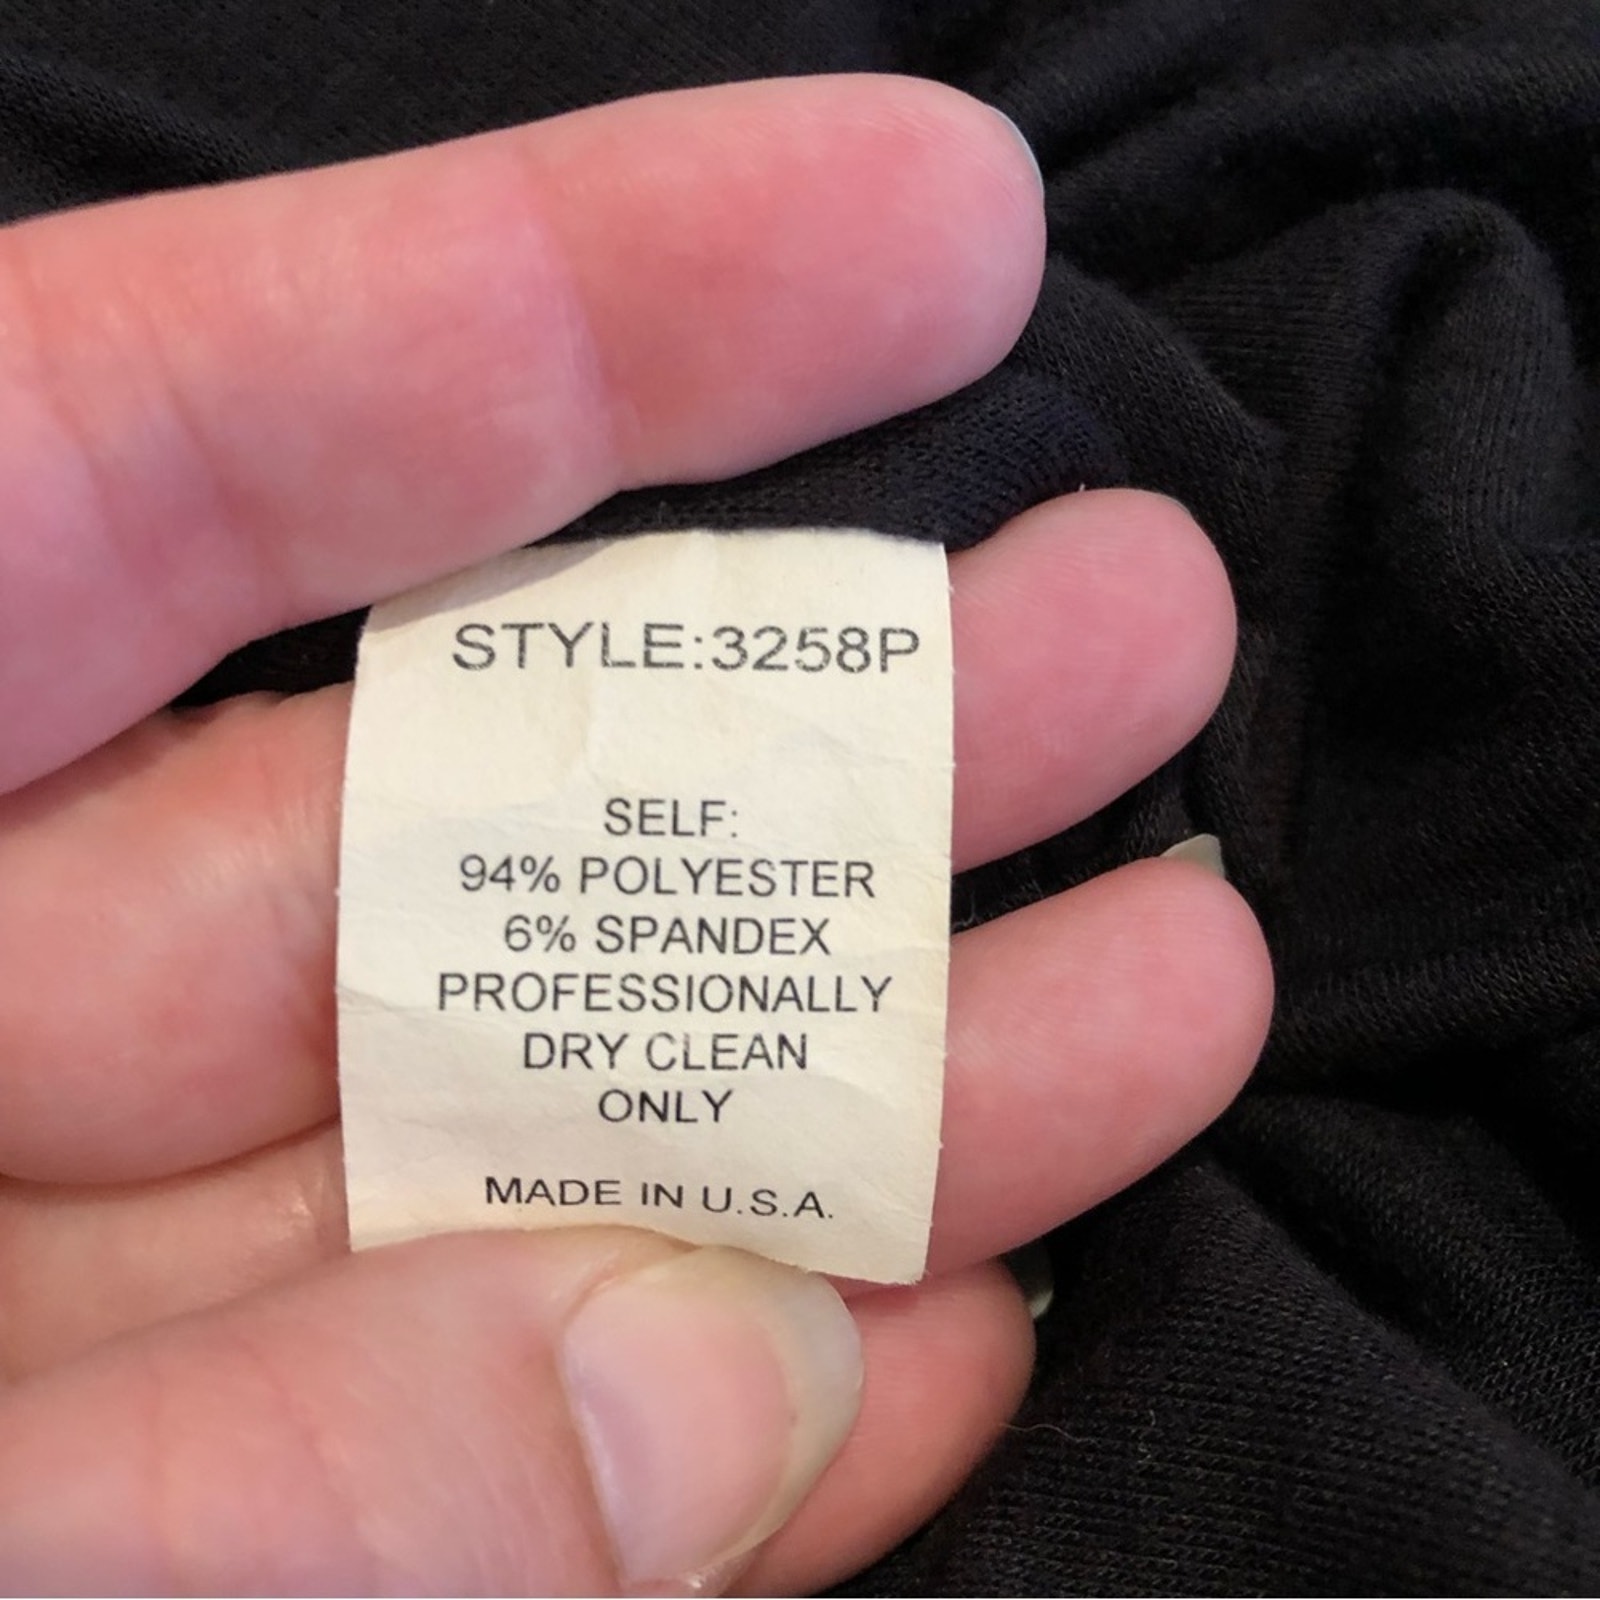 STYLE:3258P
SELF:
94% POLYESTER
6% SPANDEX
PROFESSIONALLY
DRY CLEAN
ONLY
MADE IN U.S.A.